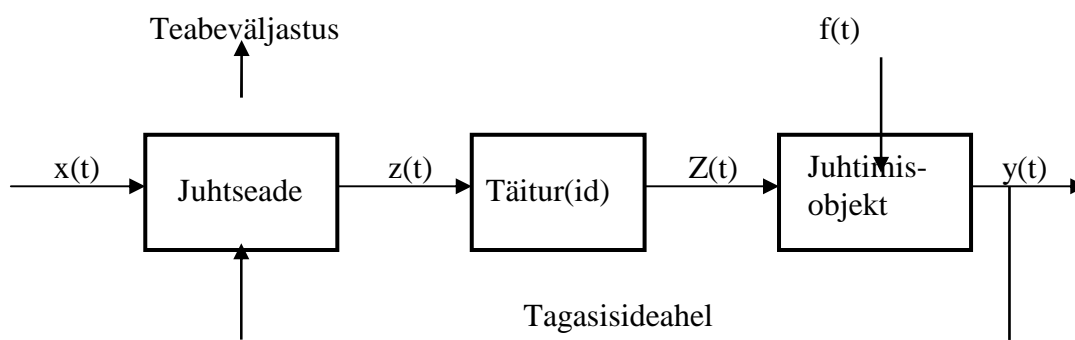 Teabeväljastus
f(t)
x(t)
Juhtseade
z(t)
Täitur(id)
Z(t)
Juhtimis-
objekt
y(t)
Tagasisideahel